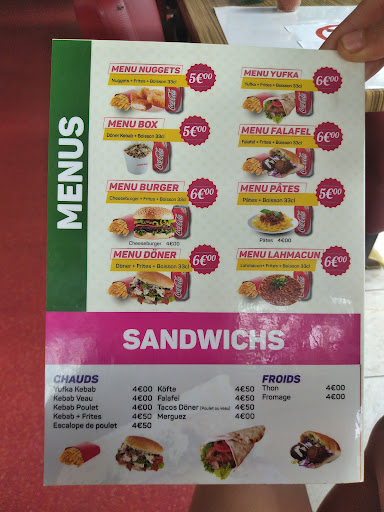 MENUS
MENU NUGGETS
Nuggets + Frites + Boisson 33cl
5€00
MENU BOX
Döner Kebab + Boisson 33cl
5€00
MENU BURGER
Cheeseburger + Frites + Boisson 33cl
6€00
Cheeseburger 4€00
MENU DÖNER
Döner + Frites + Boisson 33cl
6€00
MENU YUFKA
Yufka + Frites + Boisson 33cl
6€00
MENU FALAFEL
Falafel + Frites + Boisson 33cl
6€00
MENU PÂTES
Pâtes + Boisson 33cl
5€00
Pâtes 4€00
MENU LAHMACUN
Lahmacun + Frites + Boisson 33cl
6€00
SANDWICHS
CHAUDS
Yufka Kebab 4€00
Kebab Veau 4€00
Kebab Poulet 4€00
Kebab + Frites 4€50
Escalope de poulet 4€50
Köfte 4€50
Falafel 4€50
Tacos Döner (Poulet ou Veau) 4€50
Merguez 4€00
FROIDS
Thon 4€00
Fromage 4€00